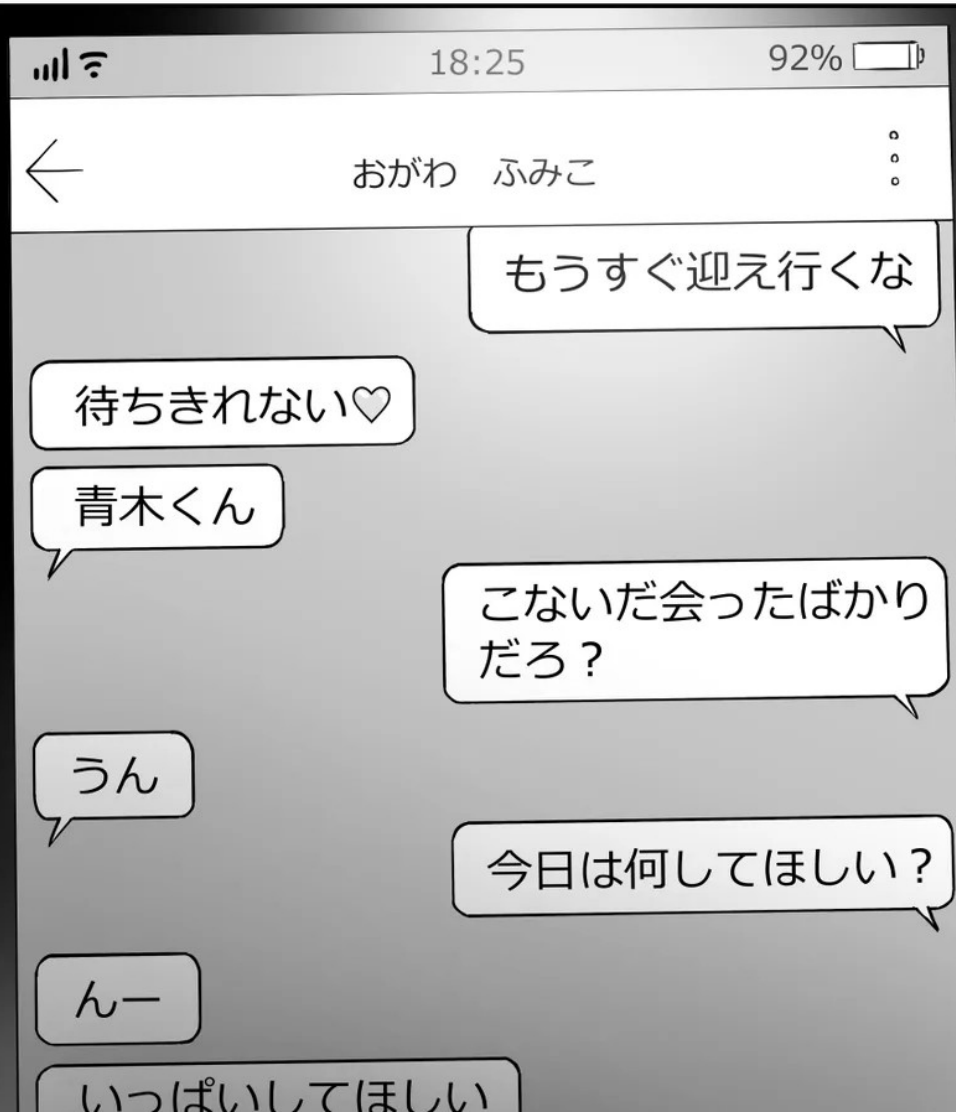 18:25
92%
おがわ ふみこ
もうすぐ迎え行くな
待ちきれない♡
青木くん
こないだ会ったばかり
だろ？
うん
今日は何してほしい？
んー
いっぱいしてほしい